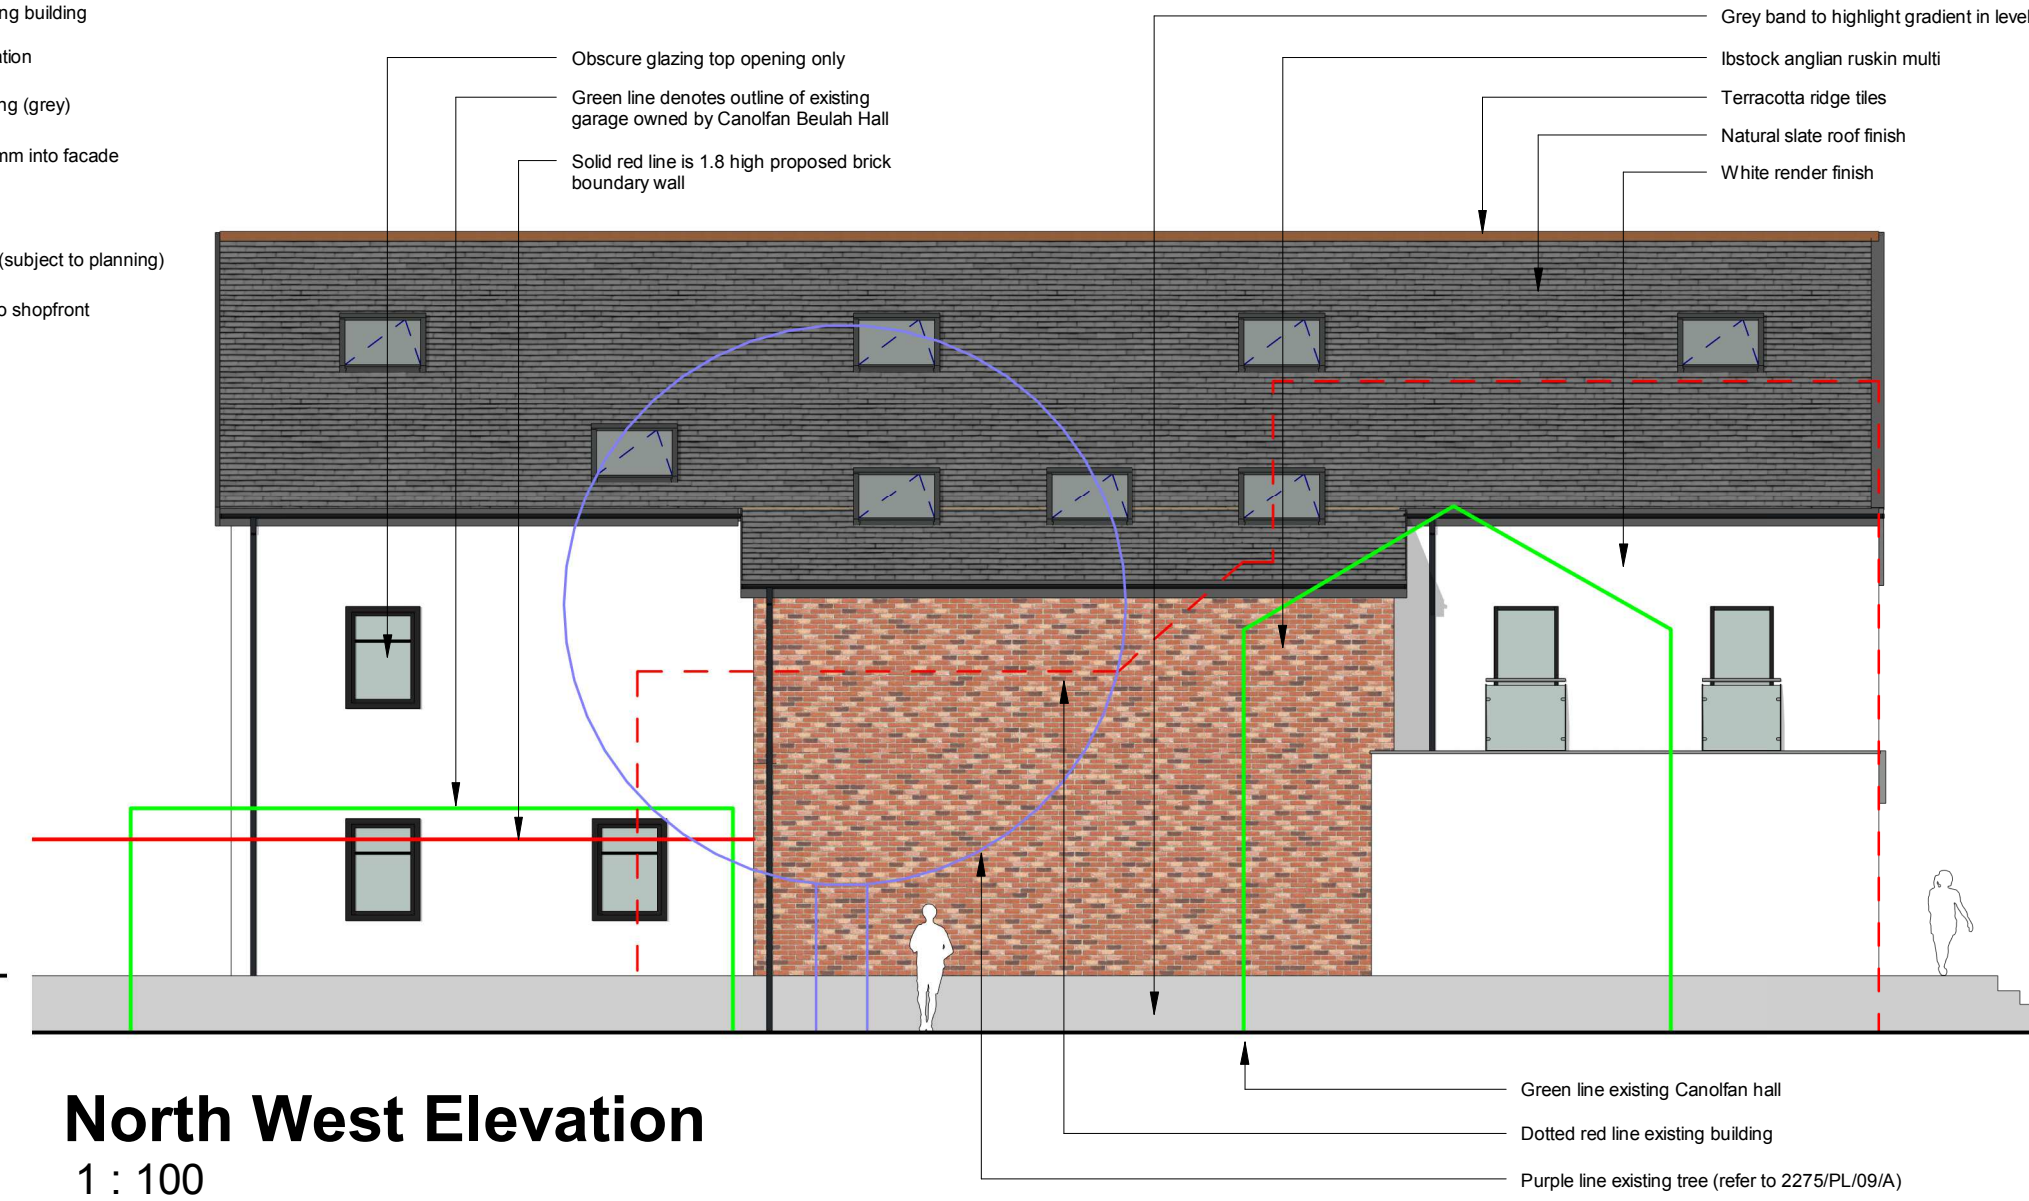 ng building
ng (grey)
mm into facade
(subject to planning)
o shopfront
Obscure glazing top opening only
Green line denotes outline of existing
garage owned by Canolfan Beulah Hall
Solid red line is 1.8 high proposed brick
boundary wall
Grey band to highlight gradient in level
Ibstock anglian ruskin multi
Terracotta ridge tiles
Natural slate roof finish
White render finish
Green line existing Canolfan hall
Dotted red line existing building
Purple line existing tree (refer to 2275/PL/09/A)
North West Elevation
1 : 100